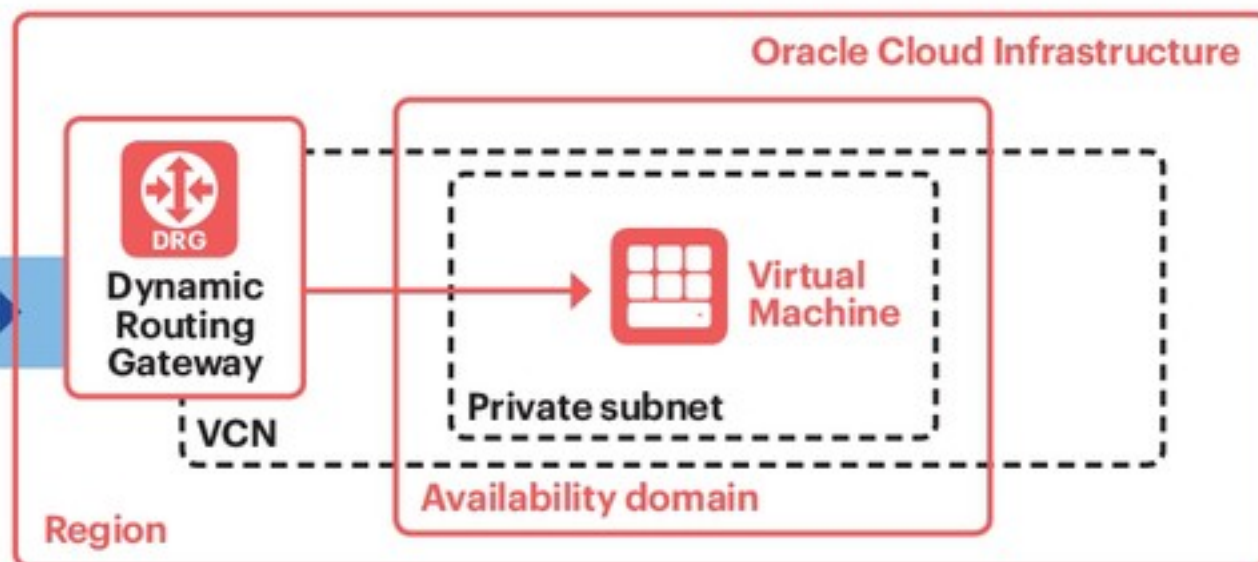 Oracle Cloud Infrastructure
DRG
Dynamic
Routing
Gateway
Virtual
Machine
Private subnet
VCN
Availability domain
Region